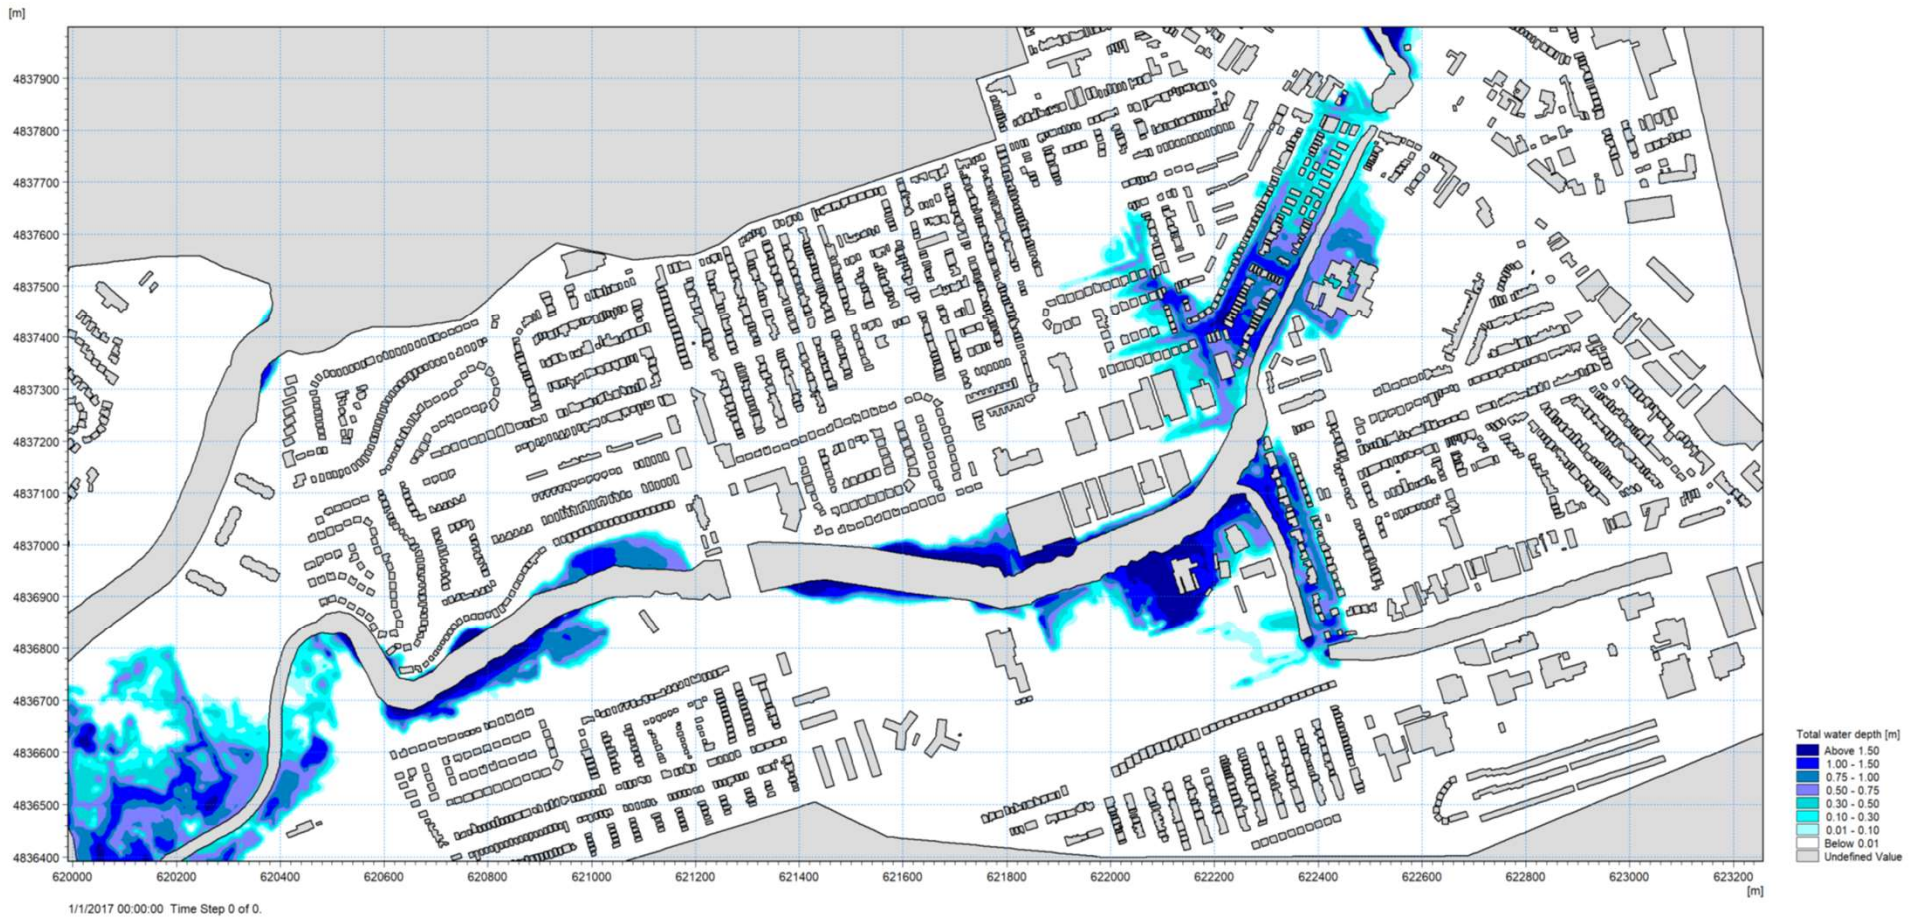 [m]
4837900
4837800
4837700
4837600
4837500
4837400
4837300
4837200
4837100
4837000
4836900
4836800
4836700
4836600
4836500
4836400
620000 620200 620400 620600 620800 621000 621200 621400 621600 621800 622000 622200 622400 622600 622800 623000 623200
[m]
1/1/2017 00:00:00 Time Step 0 of 0.
Total water depth [m]
Above 1.50
1.00 - 1.50
0.75 - 1.00
0.50 - 0.75
0.30 - 0.50
0.10 - 0.30
0.01 - 0.10
Below 0.01
Undefined Value